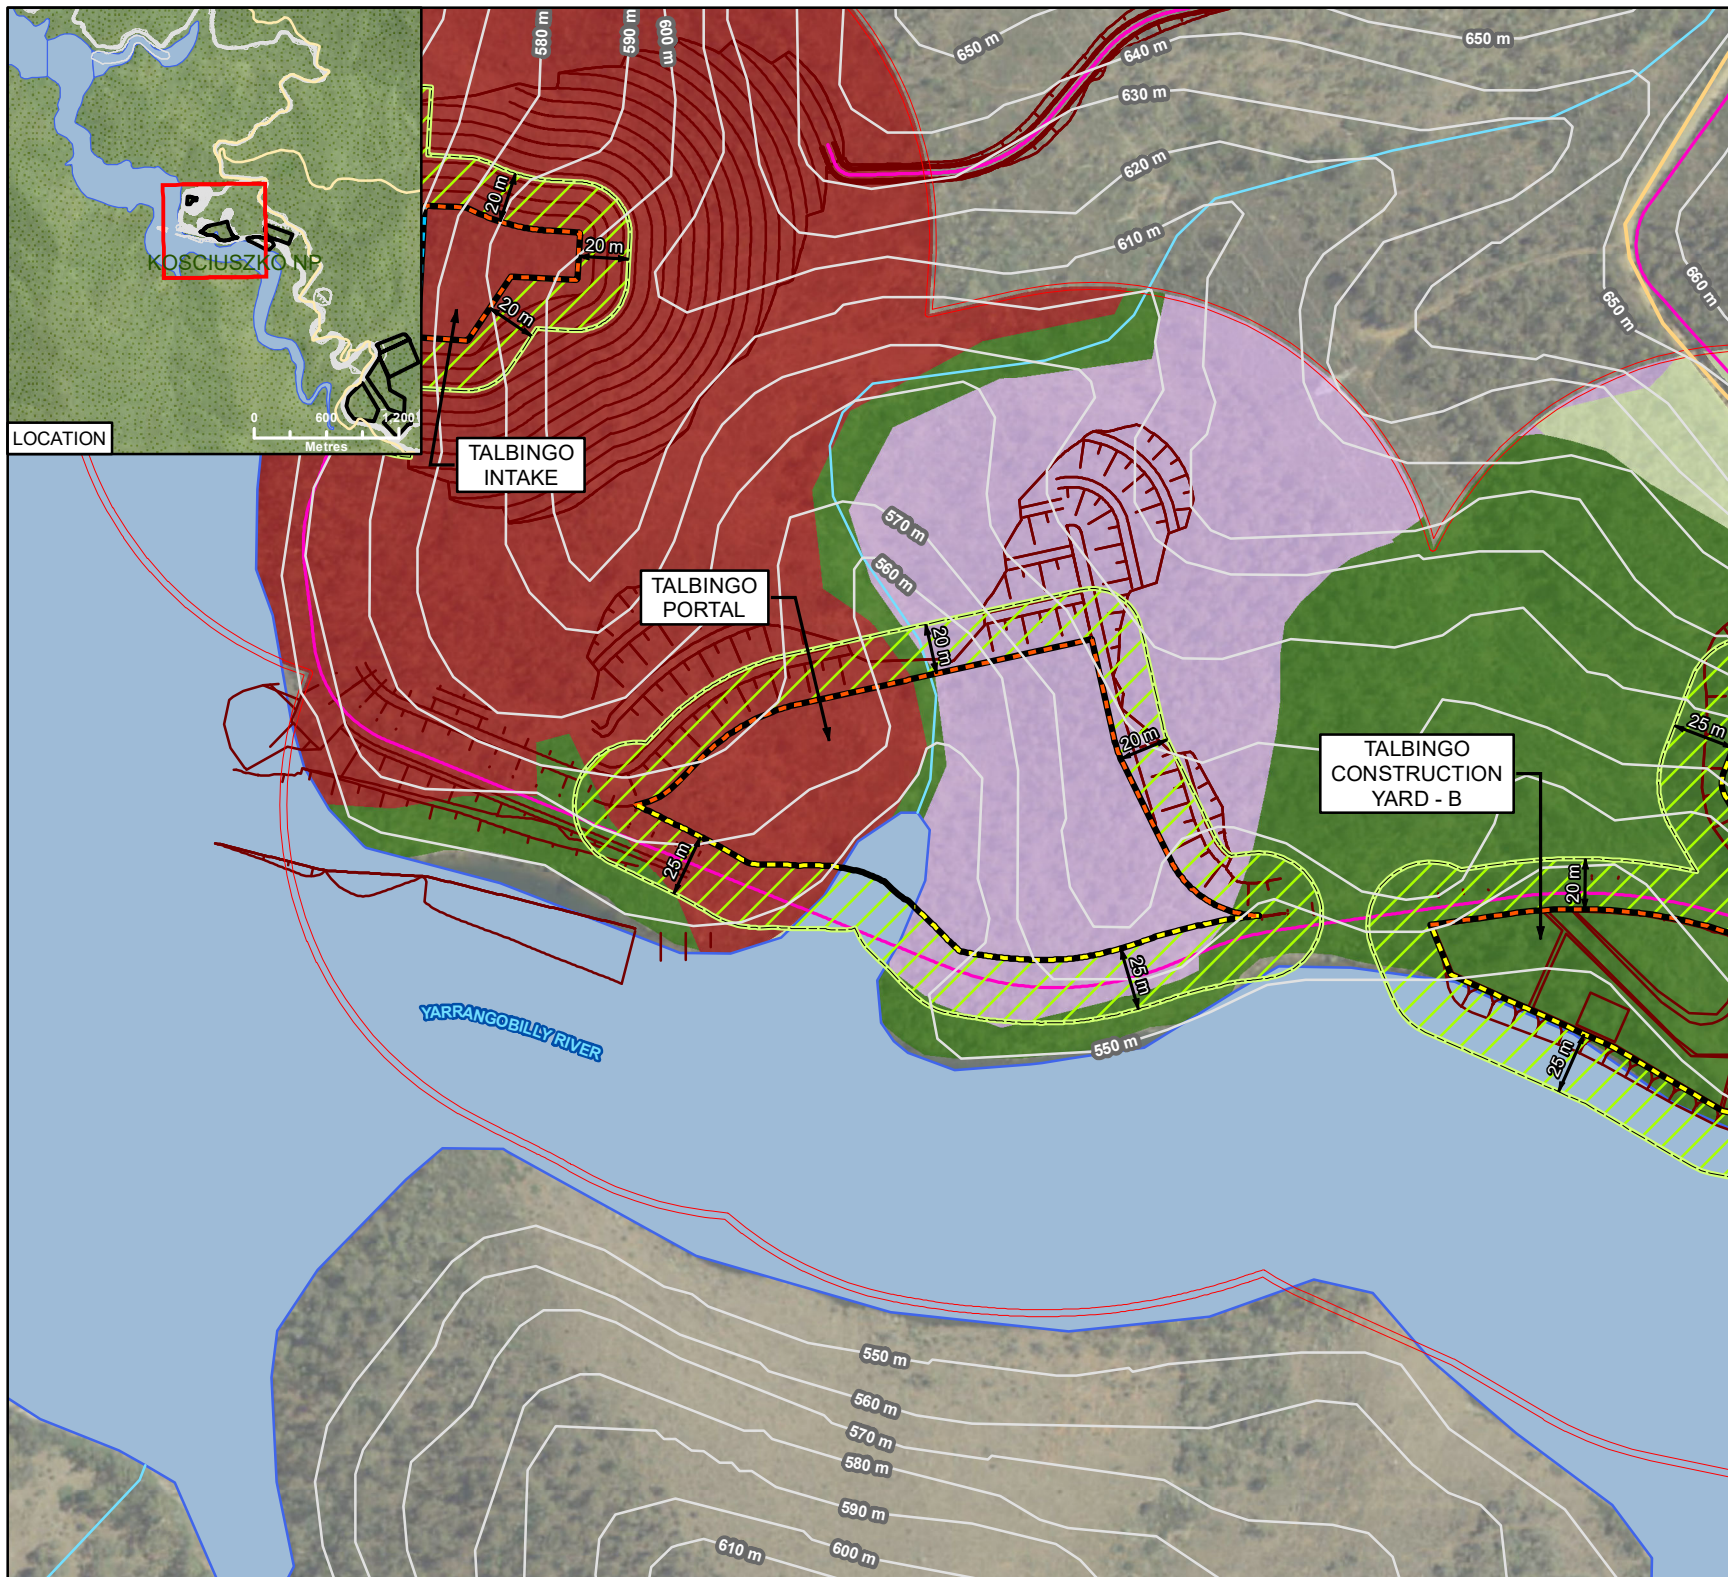 580 m
590 m
600 m
650 m
640 m
650 m
630 m
620 m
610 m
660 m
650 m
20 m
20 m
20 m
KOSCIUSZKO NP
0 600 1,200
Metres
LOCATION
TALBINGO
INTAKE
570 m
560 m
TALBINGO
PORTAL
20 m
20 m
25 m
TALBINGO
CONSTRUCTION
YARD - B
25 m
20 m
25 m
550 m
25 m
YARRANGOBILLY RIVER
550 m
560 m
570 m
580 m
590 m
600 m
610 m